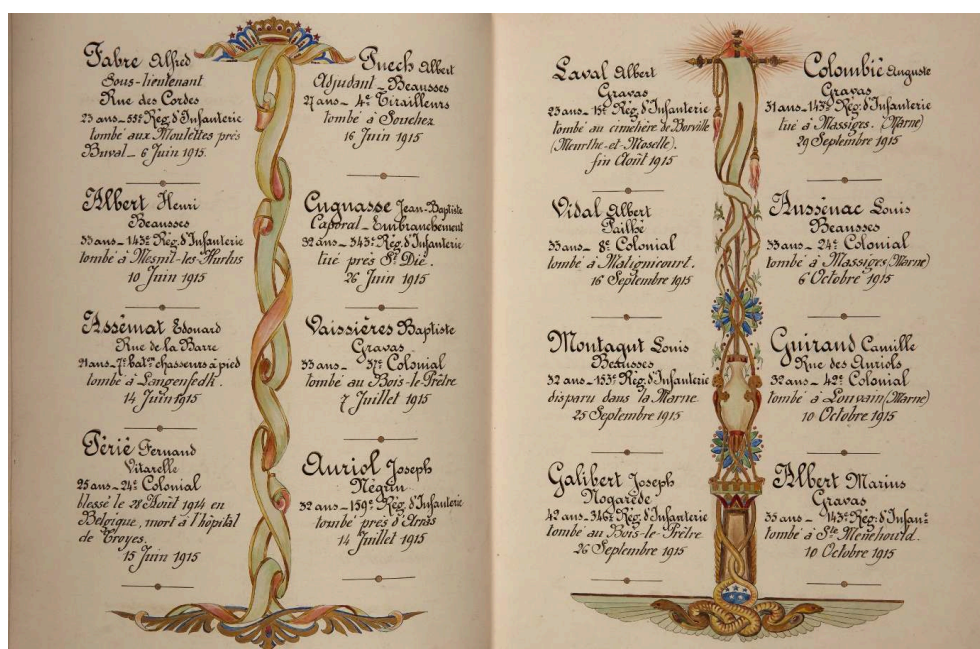 Fabre Alfred
Sous-lieutenant
Rue des Cordes
23 ans _ 55e Rég. d'Infanterie
tombé aux Moulettes près
Buval _ 6 Juin 1915.
Albert Henri
Beausses
33 ans _ 143e Rég. d'Infanterie
tombé à Mesnil-les-Hurlus
10 Juin 1915
Assémat Edouard
Rue de la Barre
21 ans _ 7e bat.on chasseurs à pied
tombé à Langenfedk.
14 Juin 1915
Périé Fernand
Vitarelle
25 ans _ 24e Colonial
blessé le 28 Août 1914 en
Belgique, mort à l'hôpital
de Troyes.
15 Juin 1915
Puech Albert
Adjudant _ Beausses
27 ans _ 4e Tirailleurs
tombé à Souchez
16 Juin 1915
Cugnasse Jean-Baptiste
Caporal _ Embranchement
32 ans _ 343e Rég. d'Infanterie
tué près St Dié.
26 Juin 1915
Vaissières Baptiste
Gravas
33 ans _ 37e Colonial
tombé au Bois-le-Prêtre
7 Juillet 1915
Auriol Joseph
Négrin
32 ans _ 159e Rég. d'Infanterie
tombé près d'Arras
14 Juillet 1915
Laval Albert
Gravas
23 ans _ Rég. d'Infanterie
tombé au cimetière de Borville
(Meurthe-et-Moselle).
fin Août 1915
Vidal Albert
Pailhé
33 ans _ 8e Colonial
tombé à Matignicourt.
16 Septembre 1915
Montagut Louis
Beausses
32 ans _ 153e Rég. d'Infanterie
disparu dans la Marne
25 Septembre 1915
Galibert Joseph
Nogarède
42 ans _ 346e Rég. d'Infanterie
tombé au Bois-le-Prêtre
26 Septembre 1915
Colombié Auguste
Gravas
31 ans _ 143e Rég. d'Infanterie
tué à Massiges. (Marne)
29 Septembre 1915
Aussénac Louis
Beausses
33 ans _ 24e Colonial
tombé à Massiges (Marne)
6 Octobre 1915
Guiraud Camille
Rue des Auriols
32 ans _ 42e Colonial
tombé à Louvain (Marne)
10 Octobre 1915
Albert Marius
Gravas
35 ans _ 143e Rég. d'Infan.e
tombé à Ste Menehould.
10 Octobre 1915